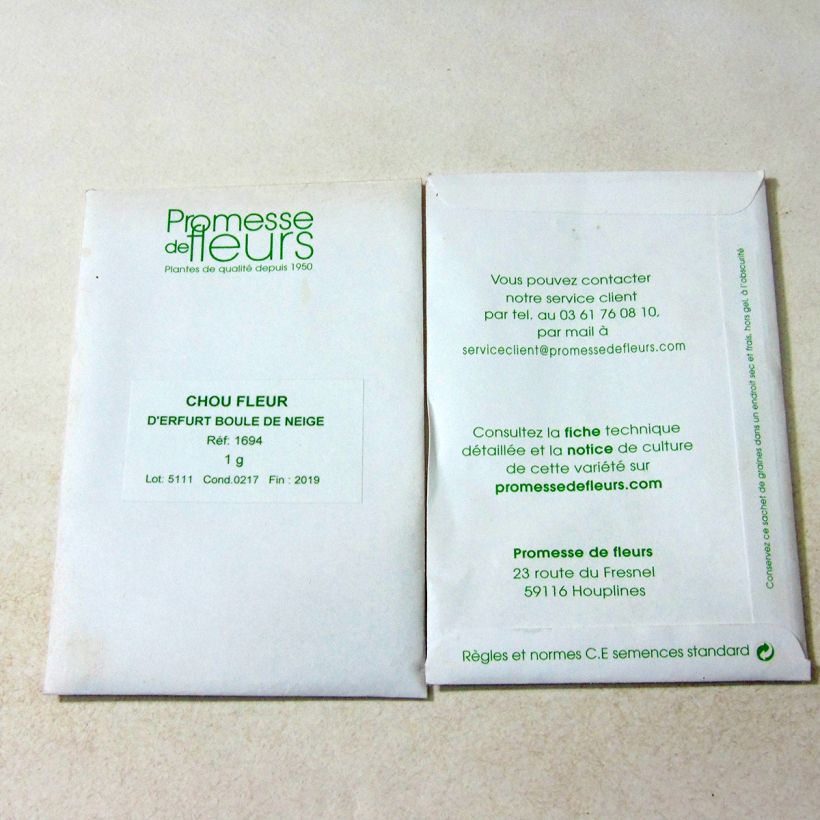 Promesse
de fleurs
Plantes de qualité depuis 1950
CHOU FLEUR
D'ERFURT BOULE DE NEIGE
Réf: 1694
1 g
Lot: 5111 Cond.0217 Fin : 2019
Vous pouvez contacter
notre service client
par tel. au 03 61 76 08 10,
par mail à
serviceclient@promessedefleurs.com
Consultez la fiche technique
détaillée et la notice de culture
de cette variété sur
promessedefleurs.com
Promesse de fleurs
23 route du Fresnel
59116 Houplines
Règles et normes C.E semences standard
Conservez ce sachet de graines dans un endroit sec et frais, hors gel, à l'obscurité